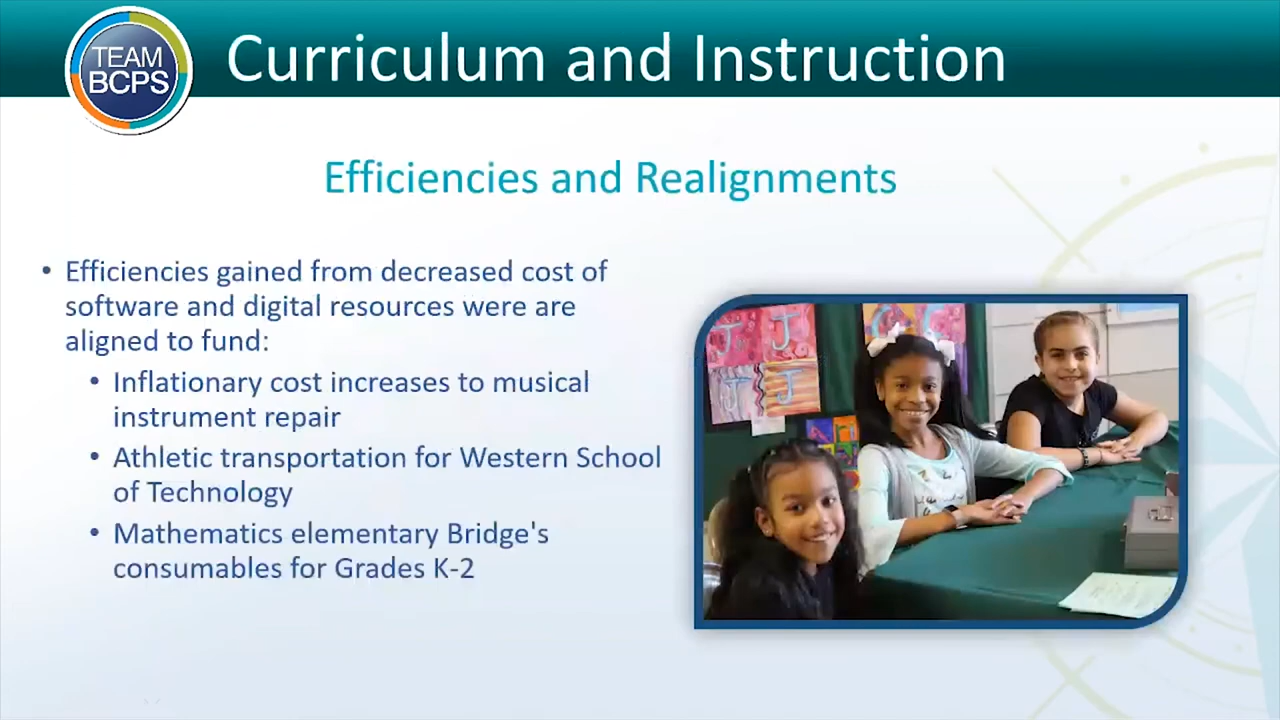 TEAM
BCPS
Curriculum and Instruction
Efficiencies and Realignments
• Efficiencies gained from decreased cost of
software and digital resources were are
aligned to fund:
• Inflationary cost increases to musical
instrument repair
• Athletic transportation for Western School
of Technology
• Mathematics elementary Bridge's
consumables for Grades K-2
J J
J J